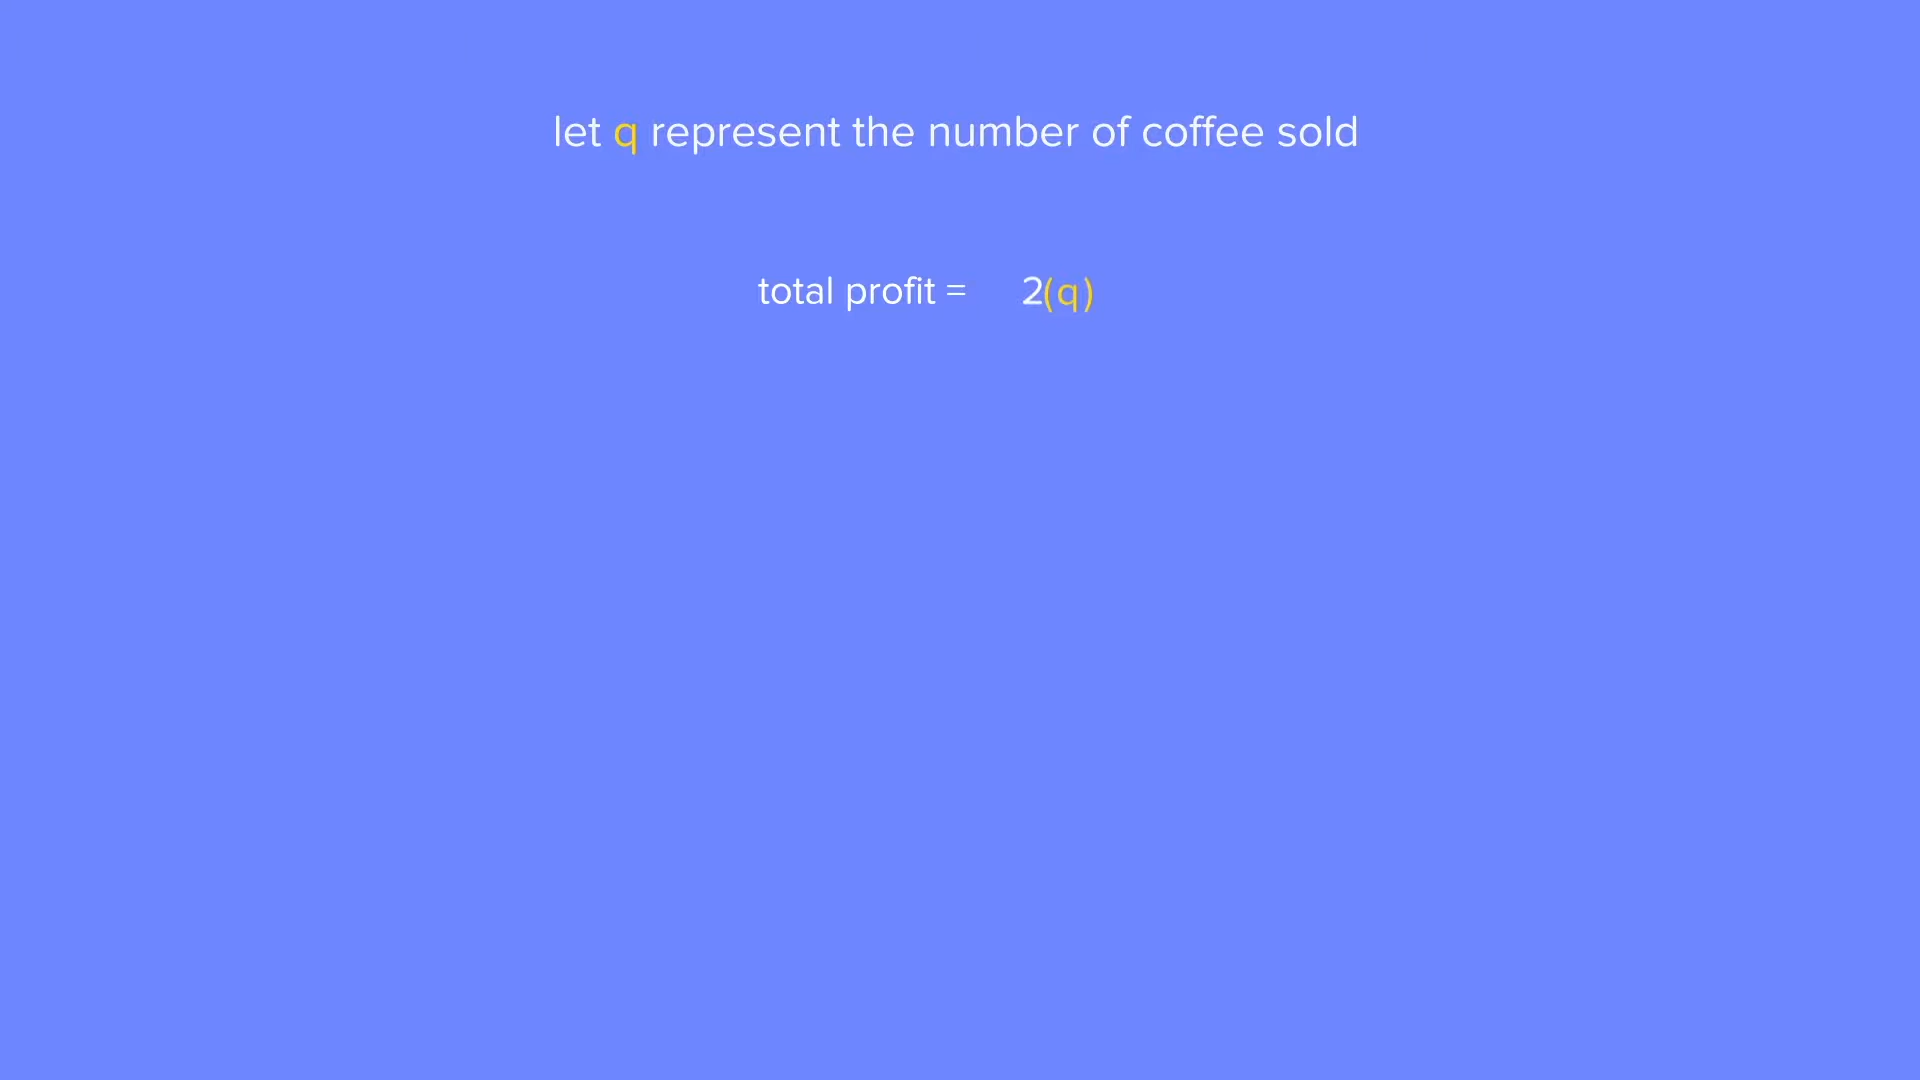 let q represent the number of coffee sold
total profit = 2(q)